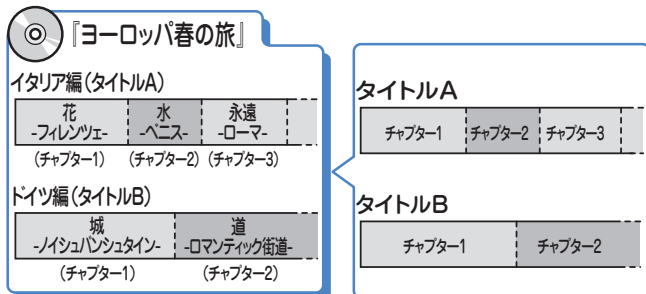 『ヨーロッパ春の旅』
イタリア編(タイトルA)
花 水 永遠
-フィレンツェ- -ベニス- -ローマ-
(チャプター1) (チャプター2) (チャプター3)
ドイツ編(タイトルB)
城 道
-ノイシュバンシュタイン- -ロマンティック街道-
(チャプター1) (チャプター2)
タイトルA
チャプター1 チャプター2 チャプター3
タイトルB
チャプター1 チャプター2